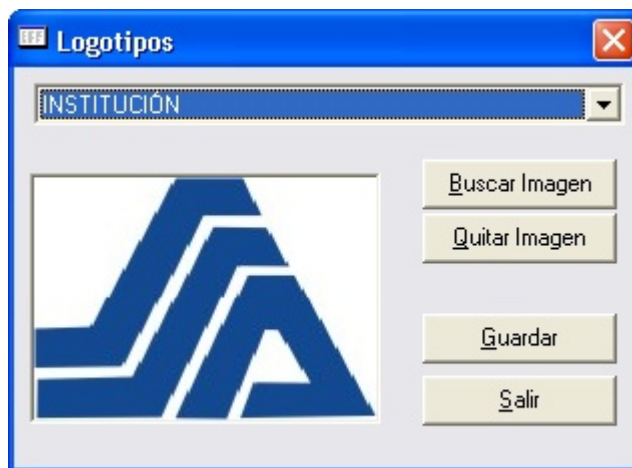 Logotipos
INSTITUCIÓN
Buscar Imagen
Quitar Imagen
Guardar
Salir